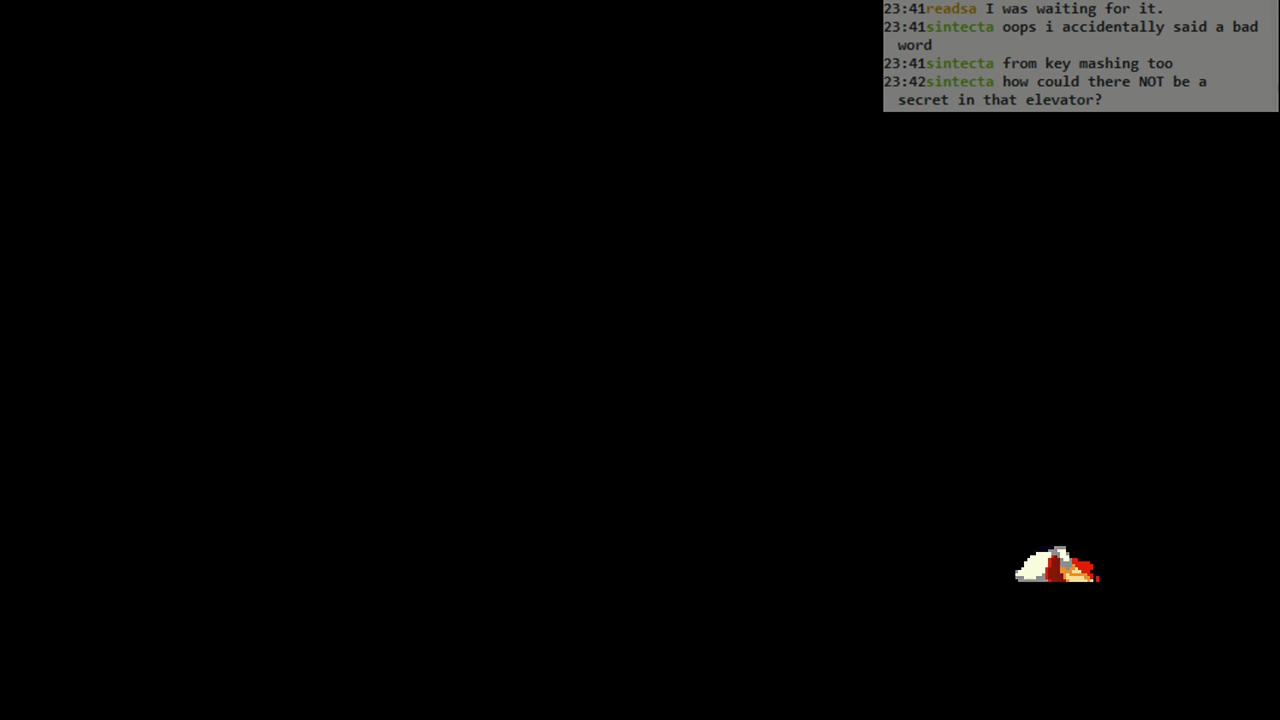 23:41readsa I was waiting for it.
23:41sintecta oops i accidentally said a bad
word
23:41sintecta from key mashing too
23:42sintecta how could there NOT be a
secret in that elevator?